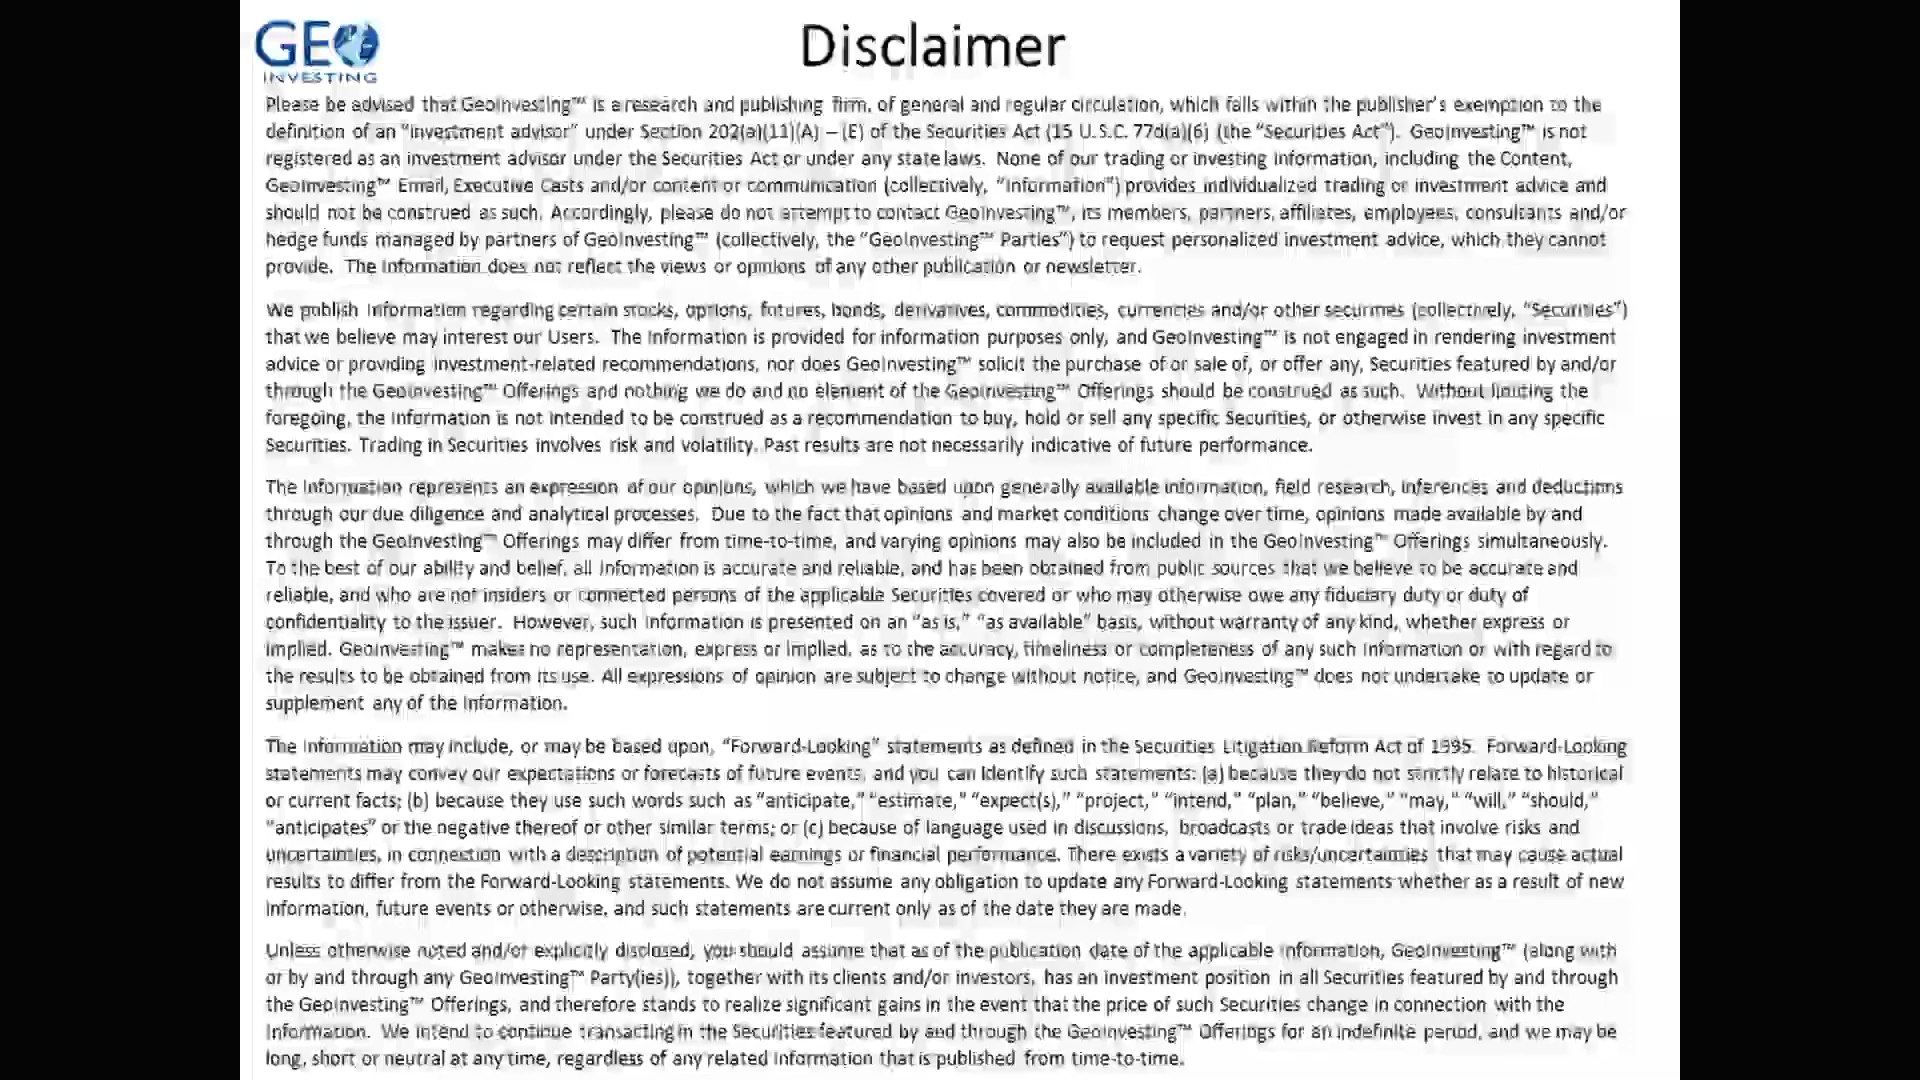 GEO
INVESTING
Disclaimer
Please be advised that GeoInvesting™ is a research and publishing firm, of general and regular circulation, which falls within the publisher's exemption to the
definition of an "investment advisor" under Section 202(a)(11)(A) – (E) of the Securities Act (15 U.S.C. 77d(a)(6) (the "Securities Act"). GeoInvesting™ is not
registered as an investment advisor under the Securities Act or under any state laws. None of our trading or investing information, including the Content,
GeoInvesting™ Email, Executive Casts and/or content or communication (collectively, "Information") provides individualized trading or investment advice and
should not be construed as such. Accordingly, please do not attempt to contact GeoInvesting™, its members, partners, affiliates, employees, consultants and/or
hedge funds managed by partners of GeoInvesting™ (collectively, the "GeoInvesting™ Parties") to request personalized investment advice, which they cannot
provide. The Information does not reflect the views or opinions of any other publication or newsletter.
We publish Information regarding certain stocks, options, futures, bonds, derivatives, commodities, currencies and/or other securities (collectively, "Securities")
that we believe may interest our Users. The Information is provided for information purposes only, and GeoInvesting™ is not engaged in rendering investment
advice or providing investment-related recommendations, nor does GeoInvesting™ solicit the purchase of or sale of, or offer any, Securities featured by and/or
through the GeoInvesting™ Offerings and nothing we do and no element of the GeoInvesting™ Offerings should be construed as such. Without limiting the
foregoing, the Information is not intended to be construed as a recommendation to buy, hold or sell any specific Securities, or otherwise invest in any specific
Securities. Trading in Securities involves risk and volatility. Past results are not necessarily indicative of future performance.
The Information represents an expression of our opinions, which we have based upon generally available information, field research, inferences and deductions
through our due diligence and analytical processes. Due to the fact that opinions and market conditions change over time, opinions made available by and
through the GeoInvesting™ Offerings may differ from time-to-time, and varying opinions may also be included in the GeoInvesting™ Offerings simultaneously.
To the best of our ability and belief, all Information is accurate and reliable, and has been obtained from public sources that we believe to be accurate and
reliable, and who are not insiders or connected persons of the applicable Securities covered or who may otherwise owe any fiduciary duty or duty of
confidentiality to the issuer. However, such Information is presented on an "as is," "as available" basis, without warranty of any kind, whether express or
implied. GeoInvesting™ makes no representation, express or implied, as to the accuracy, timeliness or completeness of any such Information or with regard to
the results to be obtained from its use. All expressions of opinion are subject to change without notice, and GeoInvesting™ does not undertake to update or
supplement any of the Information.
The Information may include, or may be based upon, "Forward-Looking" statements as defined in the Securities Litigation Reform Act of 1995. Forward-Looking
statements may convey our expectations or forecasts of future events, and you can identify such statements: (a) because they do not strictly relate to historical
or current facts; (b) because they use such words such as "anticipate," "estimate," "expect(s)," "project," "intend," "plan," "believe," "may," "will," "should,"
"anticipates" or the negative thereof or other similar terms; or (c) because of language used in discussions, broadcasts or trade ideas that involve risks and
uncertainties, in connection with a description of potential earnings or financial performance. There exists a variety of risks/uncertainties that may cause actual
results to differ from the Forward-Looking statements. We do not assume any obligation to update any Forward-Looking statements whether as a result of new
information, future events or otherwise, and such statements are current only as of the date they are made.
Unless otherwise noted and/or explicitly disclosed, you should assume that as of the publication date of the applicable Information, GeoInvesting™ (along with
or by and through any GeoInvesting™ Party(ies)), together with its clients and/or investors, has an investment position in all Securities featured by and through
the GeoInvesting™ Offerings, and therefore stands to realize significant gains in the event that the price of such Securities change in connection with the
Information. We intend to continue transacting in the Securities featured by and through the GeoInvesting™ Offerings for an indefinite period, and we may be
long, short or neutral at any time, regardless of any related Information that is published from time-to-time.